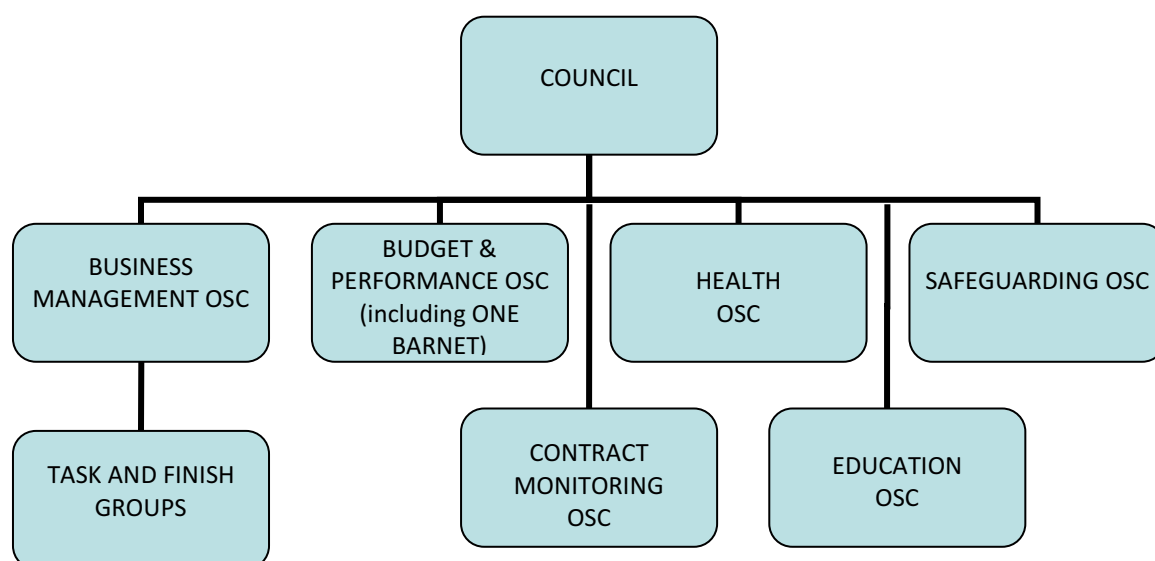 COUNCIL
BUSINESS
MANAGEMENT OSC
BUDGET &
PERFORMANCE OSC
(including ONE
BARNET)
HEALTH
OSC
SAFEGUARDING OSC
TASK AND FINISH
GROUPS
CONTRACT
MONITORING
OSC
EDUCATION
OSC